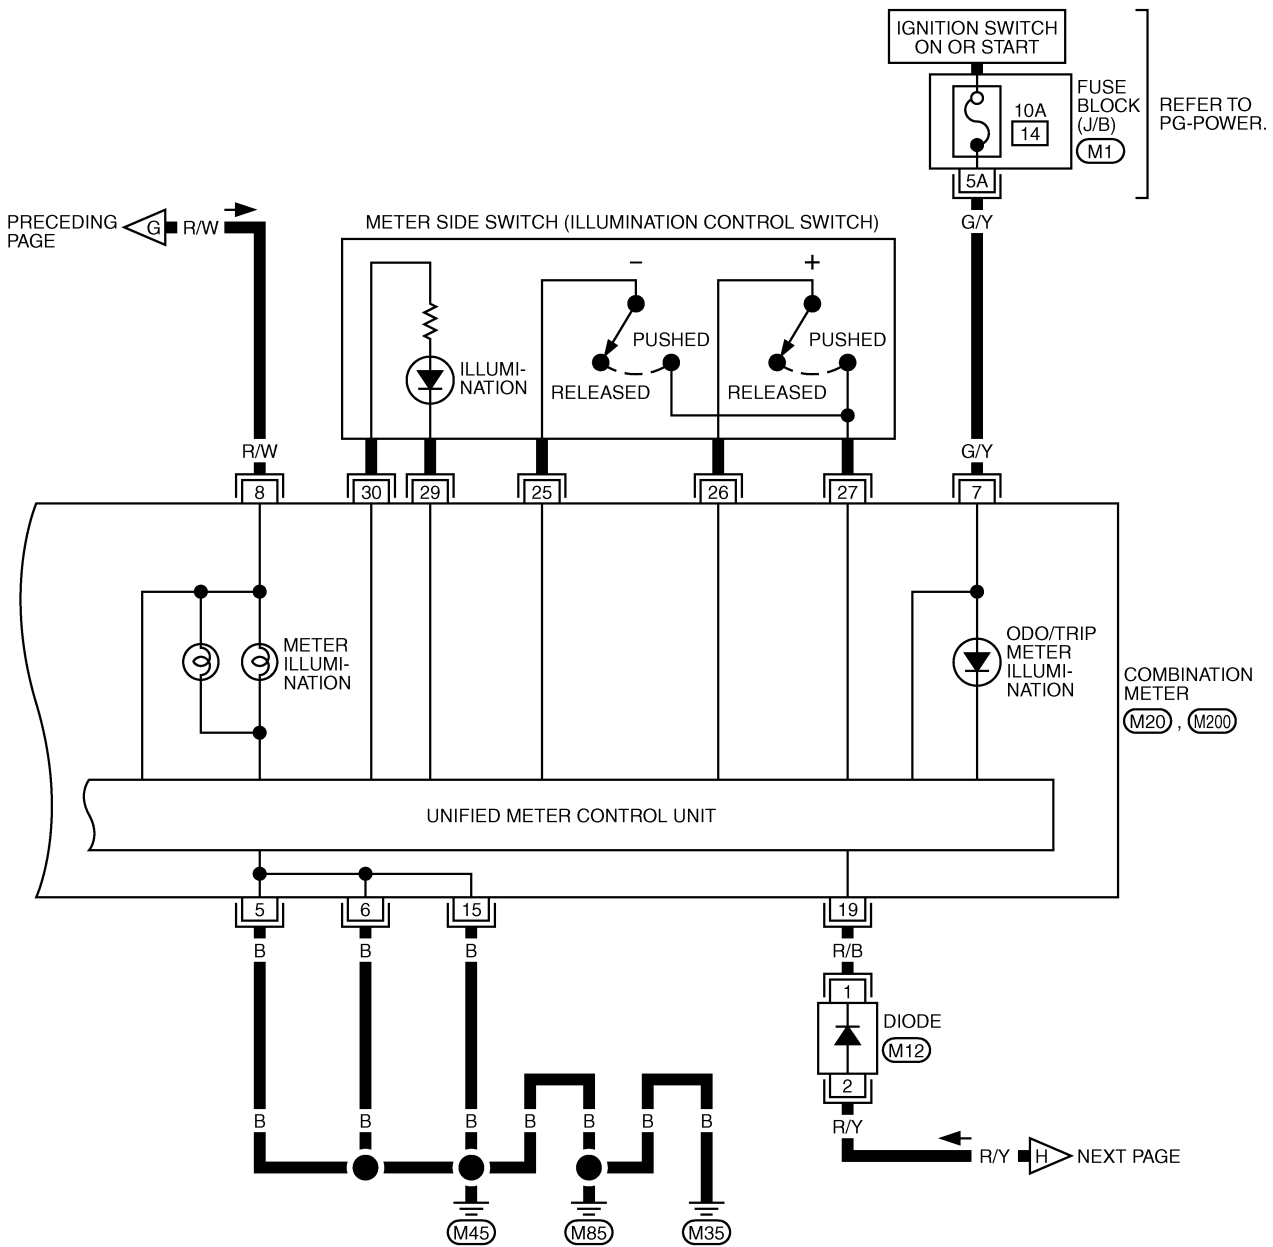 IGNITION SWITCH
ON OR START
FUSE
BLOCK
(J/B)
M1
10A
14
REFER TO
PG-POWER.
5A
G/Y
PRECEDING
PAGE
G
R/W
METER SIDE SWITCH (ILLUMINATION CONTROL SWITCH)
−
+
PUSHED
PUSHED
ILLUMI-
NATION
RELEASED
RELEASED
R/W
G/Y
8
30
29
25
26
27
7
METER
ILLUMI-
NATION
ODO/TRIP
METER
ILLUMI-
NATION
COMBINATION
METER
M20 , M200
UNIFIED METER CONTROL UNIT
5
6
15
19
B
B
B
R/B
1
DIODE
M12
2
B
B
B
B
B
B
B
R/Y
R/Y
H
NEXT PAGE
M45
M85
M35